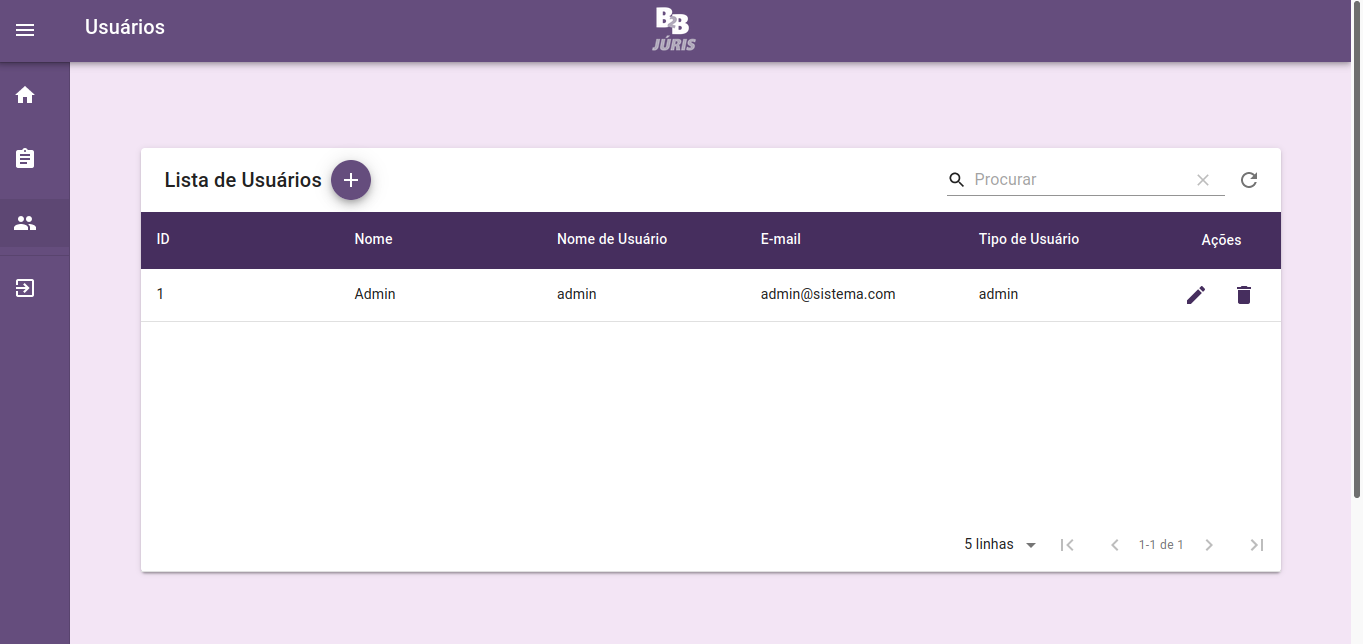 Usuários
B2B
JÚRIS
Lista de Usuários
Procurar
ID Nome Nome de Usuário E-mail Tipo de Usuário Ações
1 Admin admin admin@sistema.com admin
5 linhas 1-1 de 1